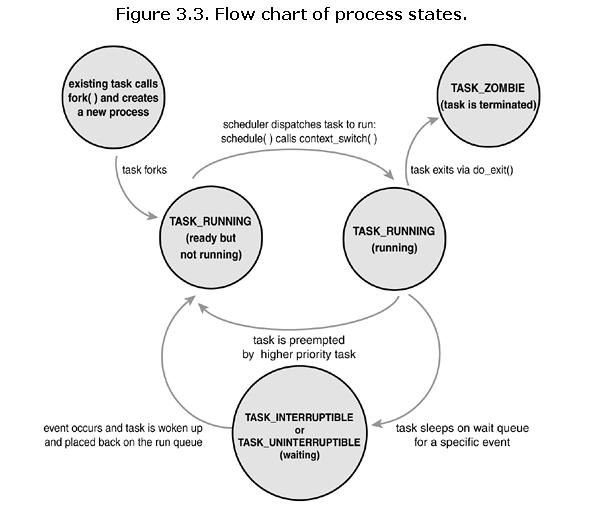 Figure 3.3. Flow chart of process states.
existing task calls
fork( ) and creates
a new process
TASK_ZOMBIE
(task is terminated)
scheduler dispatches task to run:
schedule( ) calls context_switch( )
task forks
task exits via do_exit()
TASK_RUNNING
(ready but
not running)
TASK_RUNNING
(running)
task is preempted
by higher priority task
event occurs and task is woken up
and placed back on the run queue
TASK_INTERRUPTIBLE
or
TASK_UNINTERRUPTIBLE
(waiting)
task sleeps on wait queue
for a specific event